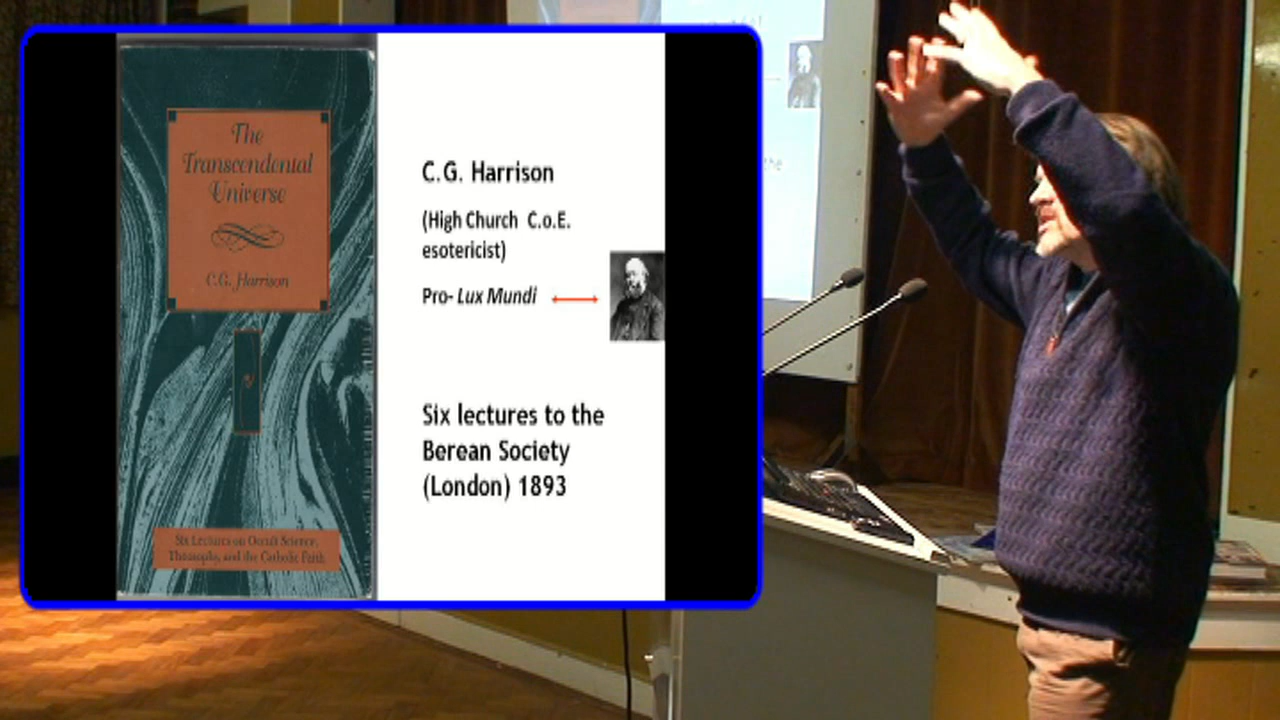 The
Transcendental
Universe
C.G. Harrison
Six Lectures on Occult Science,
Theosophy, and the Catholic Faith
C.G. Harrison
(High Church C.o.E.
esotericist)
Pro- Lux Mundi
Six lectures to the
Berean Society
(London) 1893
the